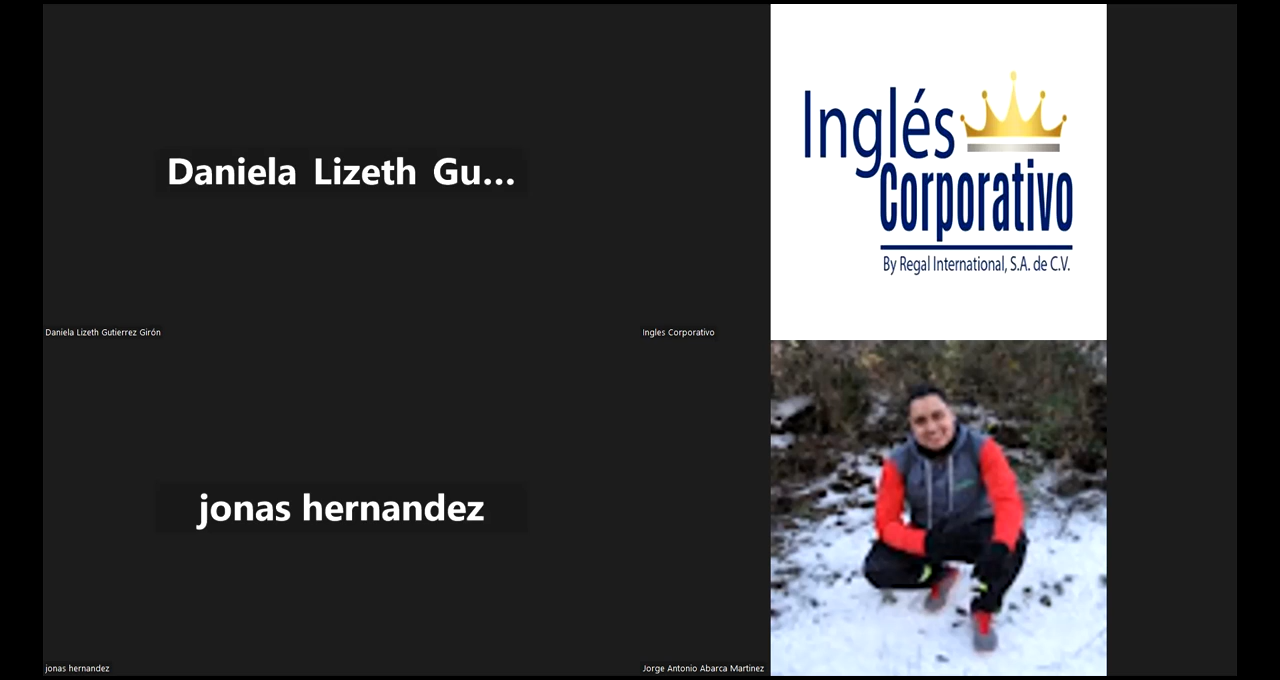 Daniela Lizeth Gu...
Daniela Lizeth Gutierrez Girón
Inglés
Corporativo
By Regal International, S.A. de C.V.
Ingles Corporativo
jonas hernandez
jonas hernandez
Jorge Antonio Abarca Martinez